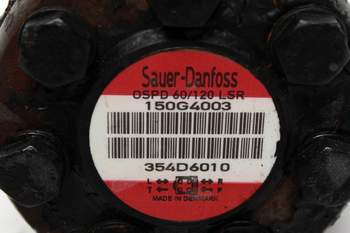 Sauer-Danfoss
OSPD 60/120 LSR
150G4003
354D6010
L R
T P
MADE IN DENMARK